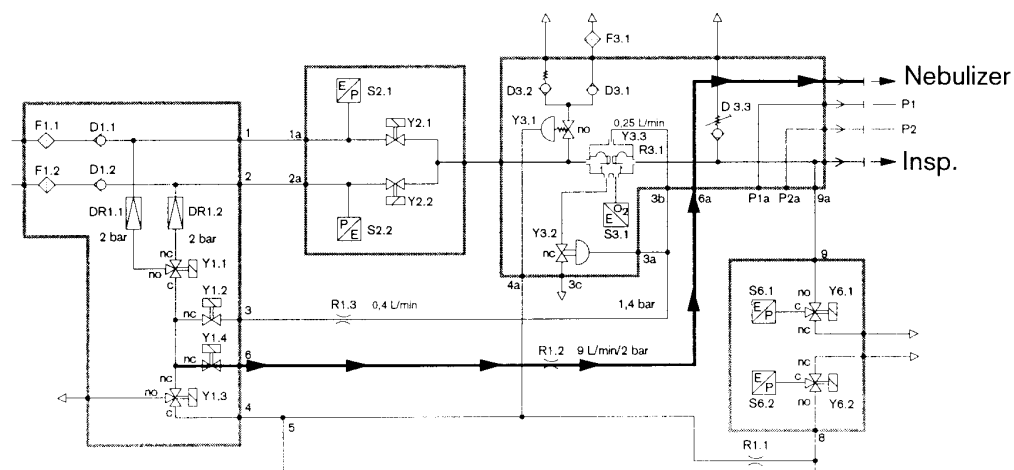 F3.1
D3.2
D3.1
Nebulizer
E
P
S2.1
D 3.3
P1
F1.1
D1.1
1
1a
Y2.1
Y3.1
no
0,25 L/min
Y3.3
P2
R3.1
Insp.
F1.2
D1.2
2
2a
Y2.2
DR1.1
DR1.2
P
E
S2.2
O2
E
S3.1
3b
6a
P1a
P2a
9a
2 bar
2 bar
Y3.2
nc
3a
nc
no
Y1.1
c
4a
3c
9
Y1.2
nc
3
R1.3
0,4 L/min
1,4 bar
S6.1
E
P
no
c
nc
Y6.1
Y1.4
nc
6
R1.2
9 L/min/2 bar
nc
no
Y1.3
c
4
5
nc
E
P
c
S6.2
no
Y6.2
8
R1.1